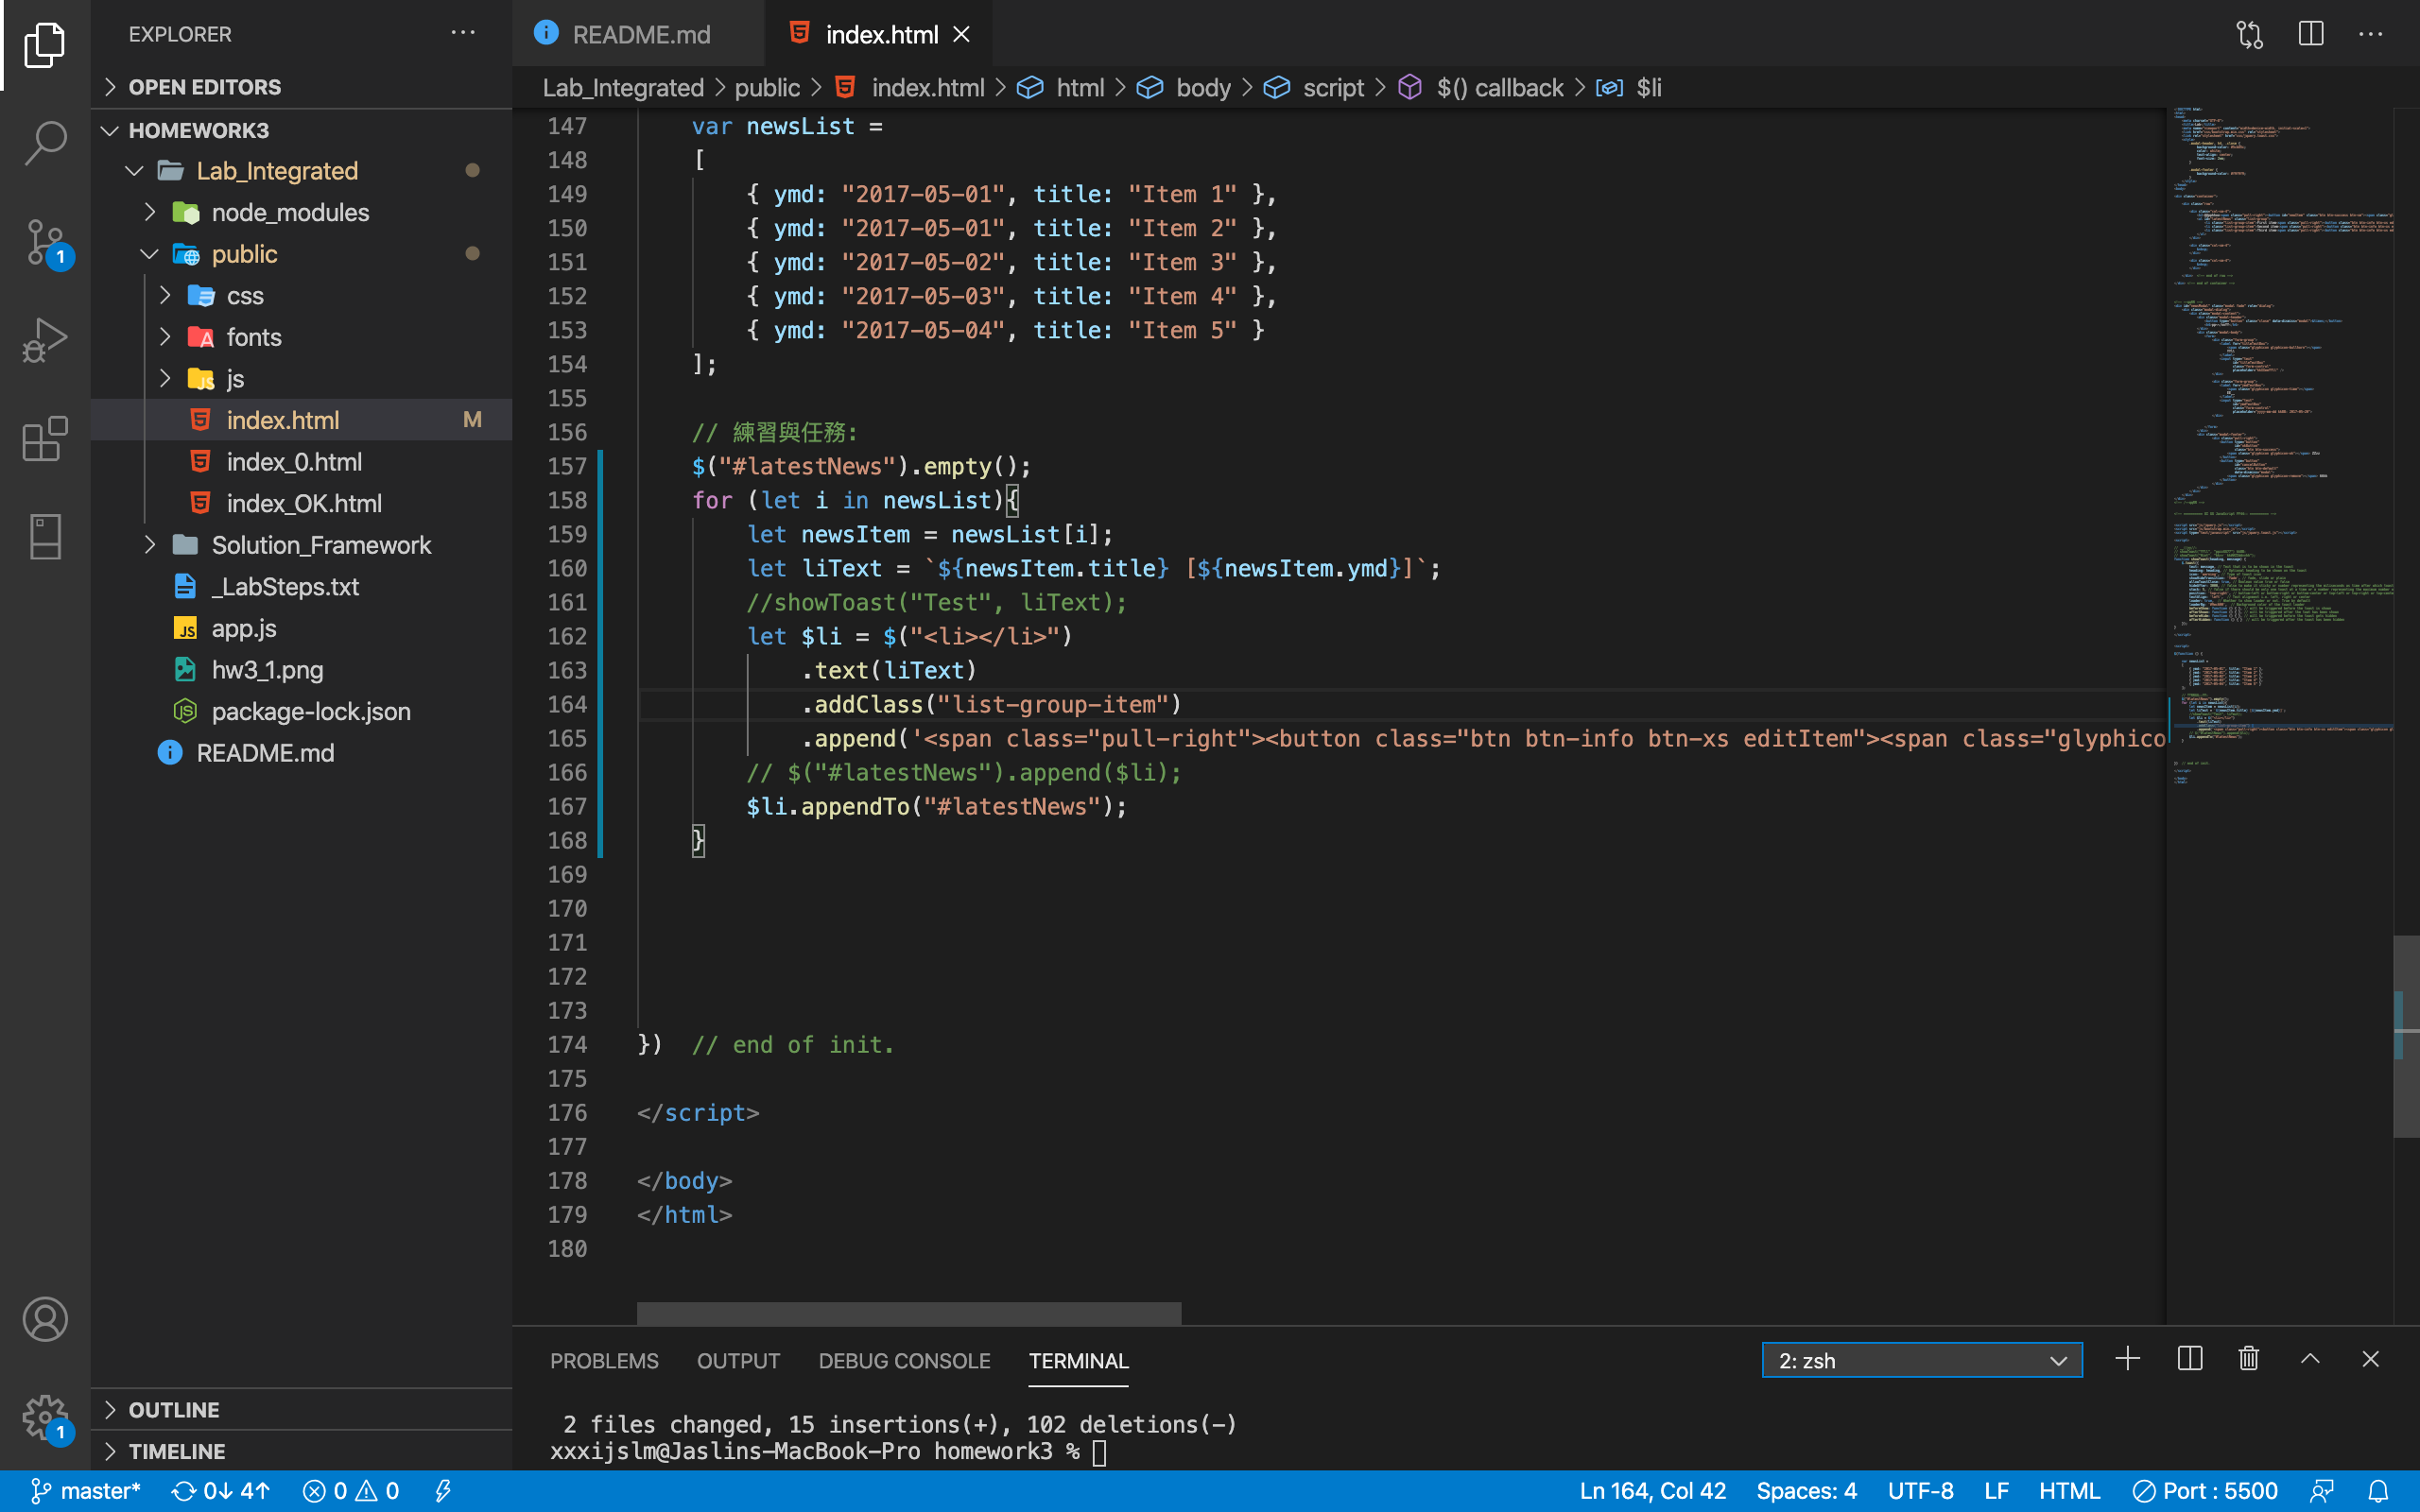 EXPLORER
README.md
index.html
OPEN EDITORS
Lab_Integrated > public > index.html > html > body > script > $() callback > $li
HOMEWORK3
Lab_Integrated
node_modules
public
css
fonts
js
index.html M
index_0.html
index_OK.html
Solution_Framework
_LabSteps.txt
app.js
hw3_1.png
package-lock.json
README.md
OUTLINE
TIMELINE
147 var newsList =
148 [
149 { ymd: "2017-05-01", title: "Item 1" },
150 { ymd: "2017-05-01", title: "Item 2" },
151 { ymd: "2017-05-02", title: "Item 3" },
152 { ymd: "2017-05-03", title: "Item 4" },
153 { ymd: "2017-05-04", title: "Item 5" }
154 ];
155
156 // 練習與任務:
157 $("#latestNews").empty();
158 for (let i in newsList){
159 let newsItem = newsList[i];
160 let liText = `${newsItem.title} [${newsItem.ymd}]`;
161 //showToast("Test", liText);
162 let $li = $("<li></li>")
163 .text(liText)
164 .addClass("list-group-item")
165 .append('<span class="pull-right"><button class="btn btn-info btn-xs editItem"><span class="glyphico
166 // $("#latestNews").append($li);
167 $li.appendTo("#latestNews");
168 }
169
170
171
172
173
174 }) // end of init.
175
176 </script>
177
178 </body>
179 </html>
180
PROBLEMS OUTPUT DEBUG CONSOLE TERMINAL 2: zsh
2 files changed, 15 insertions(+), 102 deletions(-)
xxxijslm@Jaslins-MacBook-Pro homework3 %
1
1
master* 0↓ 4↑ 0 0 Ln 164, Col 42 Spaces: 4 UTF-8 LF HTML Port : 5500